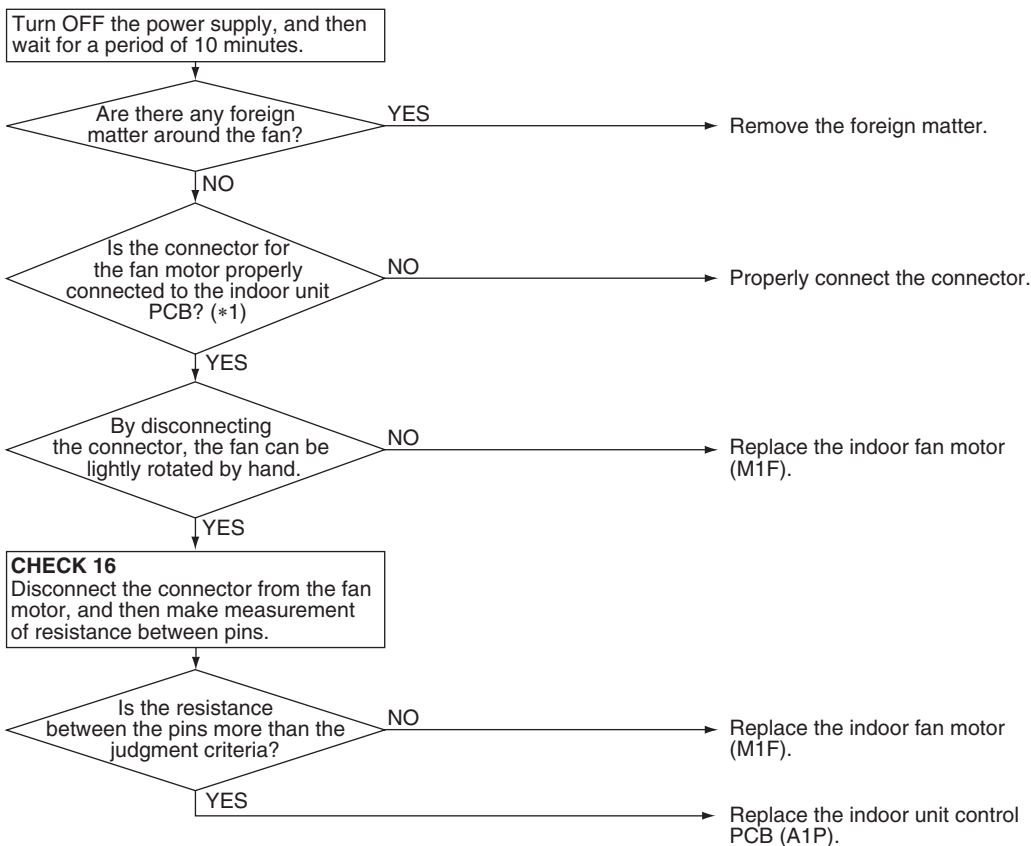 Turn OFF the power supply, and then
wait for a period of 10 minutes.
Are there any foreign
matter around the fan?
YES
Remove the foreign matter.
NO
Is the connector for
the fan motor properly
connected to the indoor unit
PCB? (*1)
NO
Properly connect the connector.
YES
By disconnecting
the connector, the fan can be
lightly rotated by hand.
NO
Replace the indoor fan motor
(M1F).
YES
CHECK 16
Disconnect the connector from the fan
motor, and then make measurement
of resistance between pins.
Is the resistance
between the pins more than the
judgment criteria?
NO
Replace the indoor fan motor
(M1F).
YES
Replace the indoor unit control
PCB (A1P).